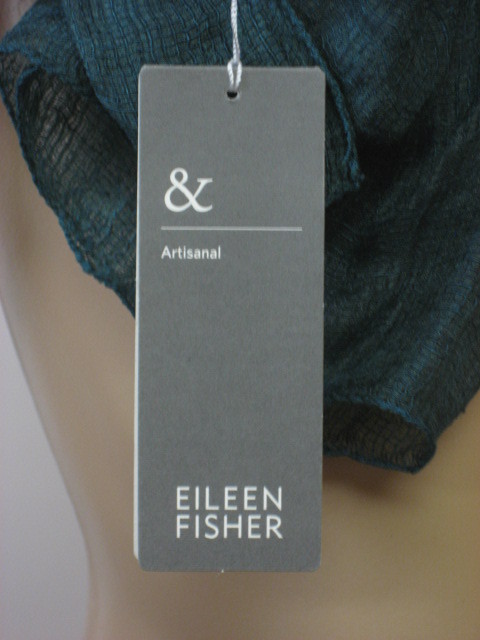 &
Artisanal
EILEEN
FISHER